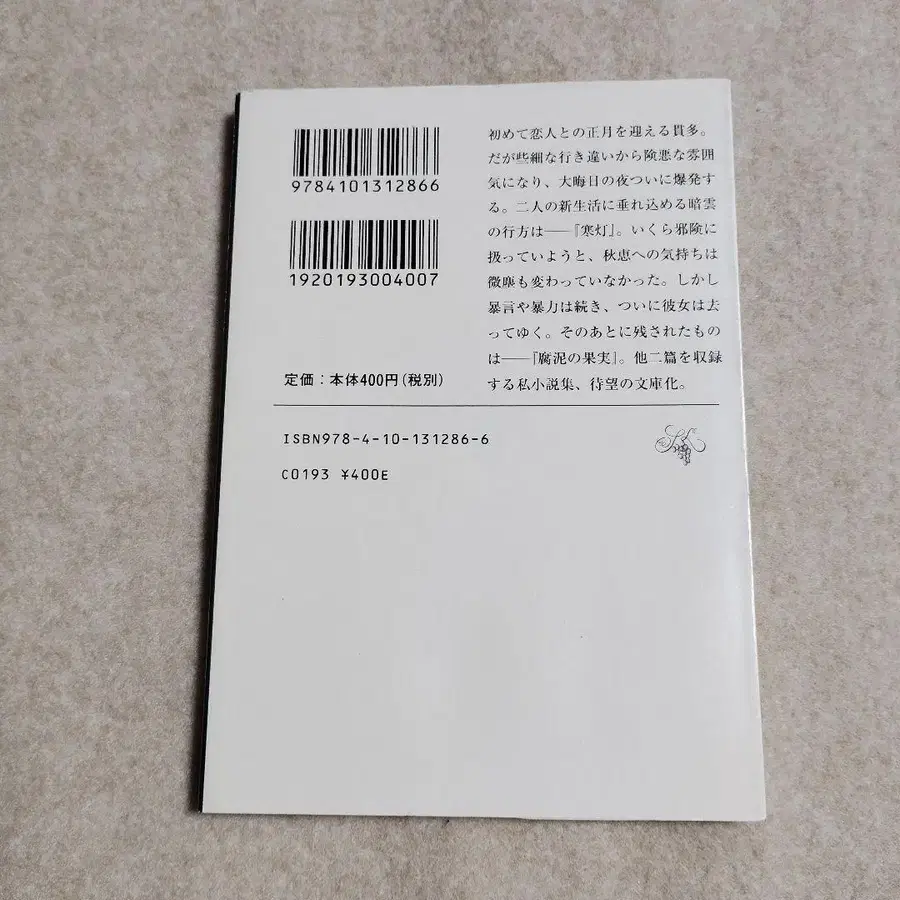 9784101312866
1920193004007
定価：本体400円（税別）
初めて恋人との正月を迎える貫多。
だが些細な行き違いから険悪な雰囲
気になり、大晦日の夜ついに爆発す
る。二人の新生活に垂れ込める暗雲
の行方は──『寒灯』。いくら邪険に
扱っていようと、秋恵への気持ちは
微塵も変わっていなかった。しかし
暴言や暴力は続き、ついに彼女は去
ってゆく。そのあとに残されたもの
は──『腐泥の果実』。他二篇を収録
する私小説集、待望の文庫化。
ISBN978-4-10-131286-6
C0193 ¥400E